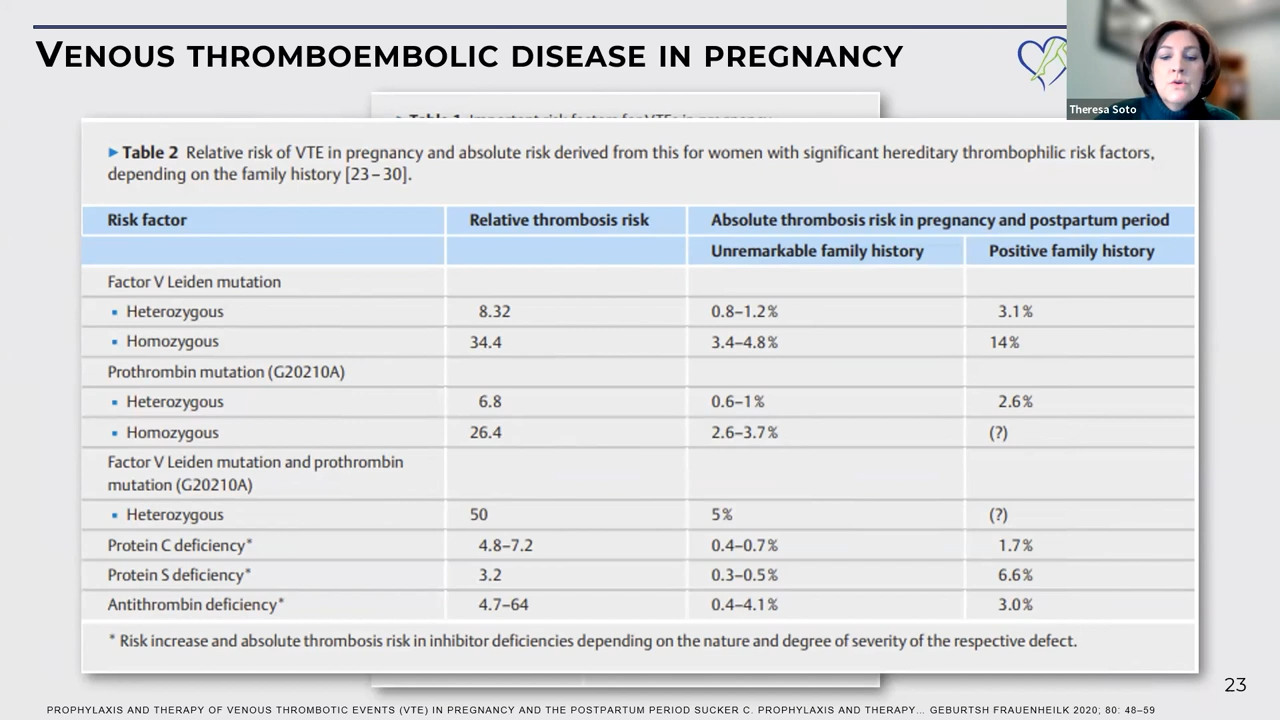 VENOUS THROMBOEMBOLIC DISEASE IN PREGNANCY
Theresa Soto
Table 1 Important risk factors for VTEs in pregnancy
Table 2 Relative risk of VTE in pregnancy and absolute risk derived from this for women with significant hereditary thrombophilic risk factors,
depending on the family history [23–30].
Risk factor Relative thrombosis risk Absolute thrombosis risk in pregnancy and postpartum period
Unremarkable family history Positive family history
Factor V Leiden mutation
▪ Heterozygous 8.32 0.8–1.2% 3.1%
▪ Homozygous 34.4 3.4–4.8% 14%
Prothrombin mutation (G20210A)
▪ Heterozygous 6.8 0.6–1% 2.6%
▪ Homozygous 26.4 2.6–3.7% (?)
Factor V Leiden mutation and prothrombin
mutation (G20210A)
▪ Heterozygous 50 5% (?)
Protein C deficiency* 4.8–7.2 0.4–0.7% 1.7%
Protein S deficiency* 3.2 0.3–0.5% 6.6%
Antithrombin deficiency* 4.7–64 0.4–4.1% 3.0%
* Risk increase and absolute thrombosis risk in inhibitor deficiencies depending on the nature and degree of severity of the respective defect.
23
PROPHYLAXIS AND THERAPY OF VENOUS THROMBOTIC EVENTS (VTE) IN PREGNANCY AND THE POSTPARTUM PERIOD SUCKER C. PROPHYLAXIS AND THERAPY... GEBURTSH FRAUENHEILK 2020; 80: 48–59